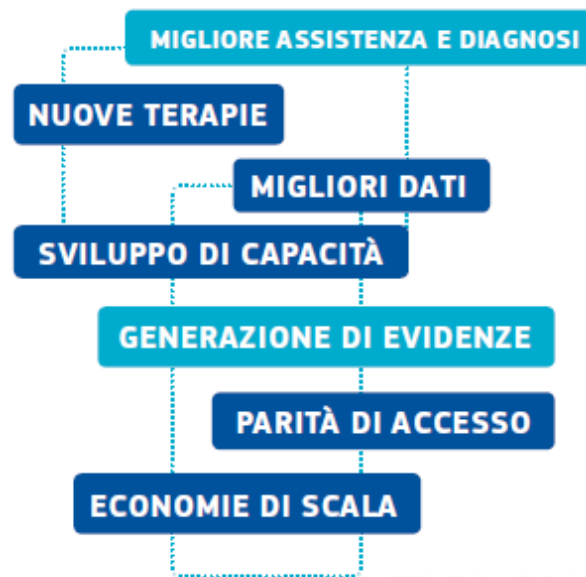 MIGLIORE ASSISTENZA E DIAGNOSI
NUOVE TERAPIE
MIGLIORI DATI
SVILUPPO DI CAPACITÀ
GENERAZIONE DI EVIDENZE
PARITÀ DI ACCESSO
ECONOMIE DI SCALA